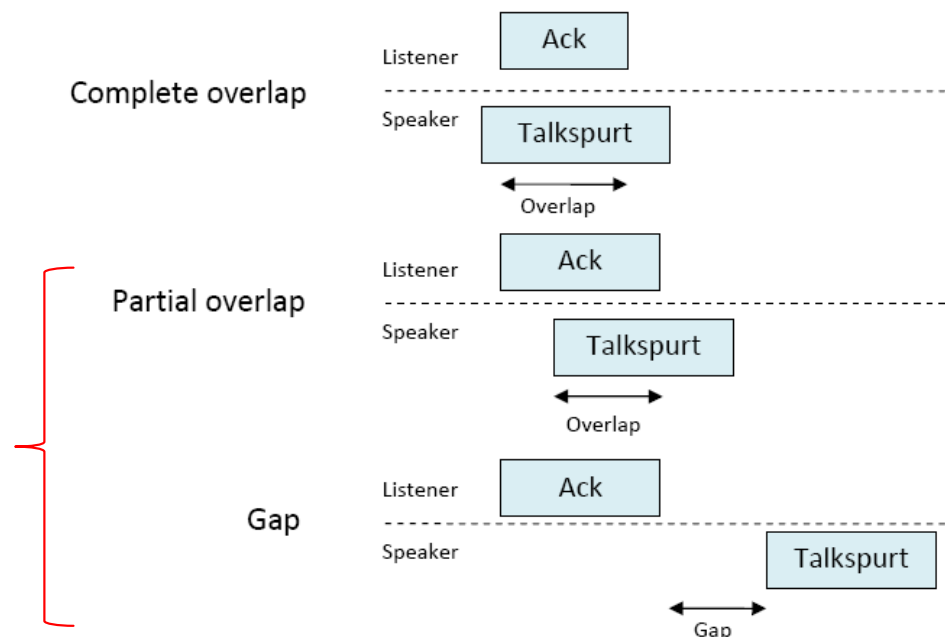 Ack
Listener
Complete overlap
Speaker
Talkspurt
Overlap
Ack
Listener
Partial overlap
Speaker
Talkspurt
Overlap
Ack
Listener
Gap
Speaker
Talkspurt
Gap